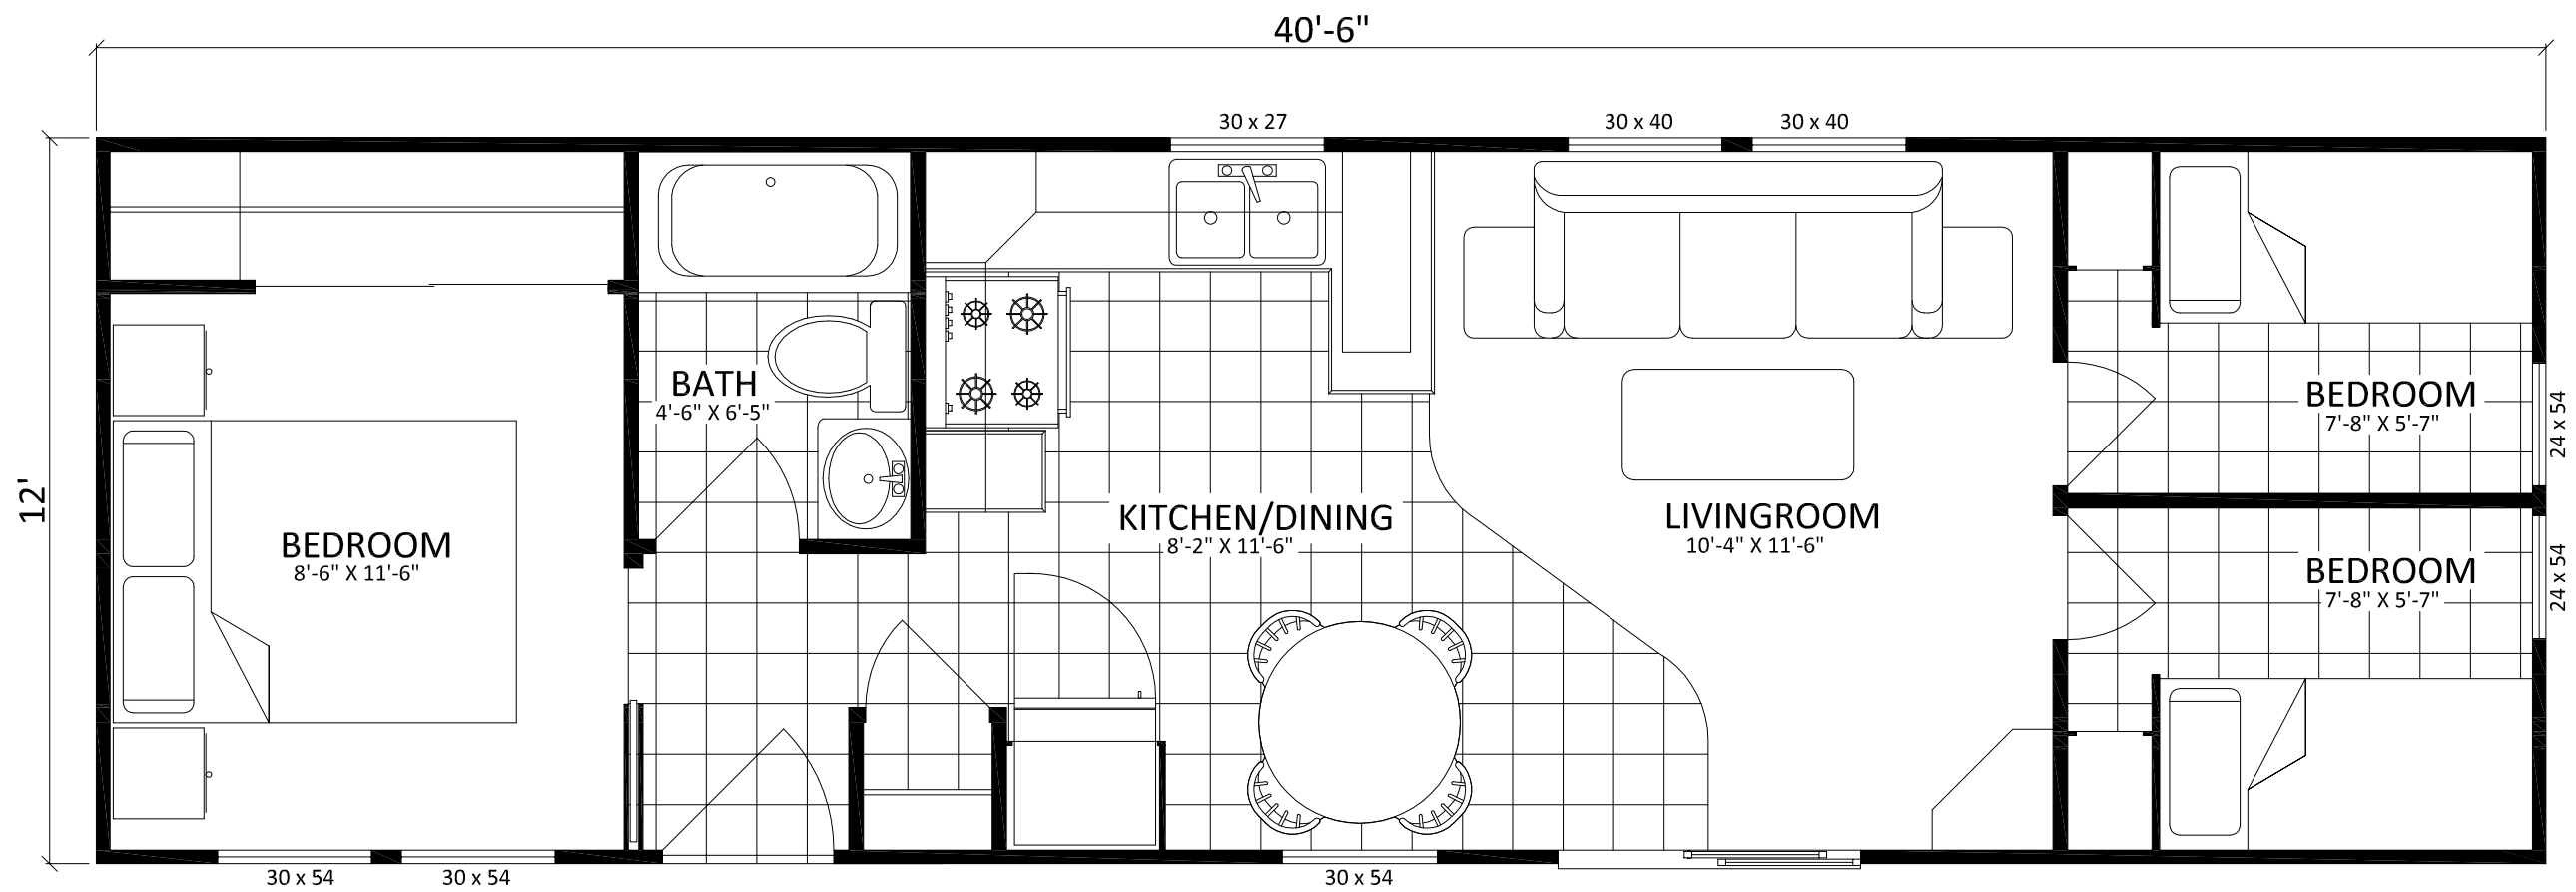 40'-6"
30 x 27
30 x 40
30 x 40
12'
BATH
4'-6" X 6'-5"
BEDROOM
7'-8" X 5'-7"
24 x 54
KITCHEN/DINING
8'-2" X 11'-6"
LIVINGROOM
10'-4" X 11'-6"
BEDROOM
8'-6" X 11'-6"
BEDROOM
7'-8" X 5'-7"
24 x 54
30 x 54
30 x 54
30 x 54